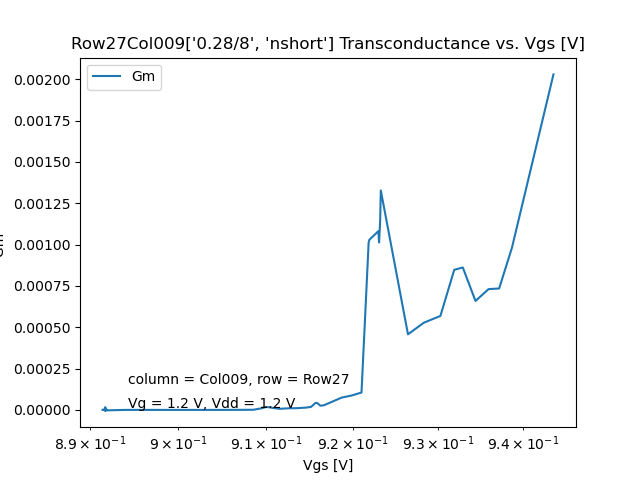 Row27Col009['0.28/8', 'nshort'] Transconductance vs. Vgs [V]
Gm
0.00200
0.00175
0.00150
0.00125
0.00100
0.00075
0.00050
0.00025
0.00000
Gm
column = Col009, row = Row27
Vg = 1.2 V, Vdd = 1.2 V
8.9 × 10⁻¹ 9 × 10⁻¹ 9.1 × 10⁻¹ 9.2 × 10⁻¹ 9.3 × 10⁻¹ 9.4 × 10⁻¹
Vgs [V]